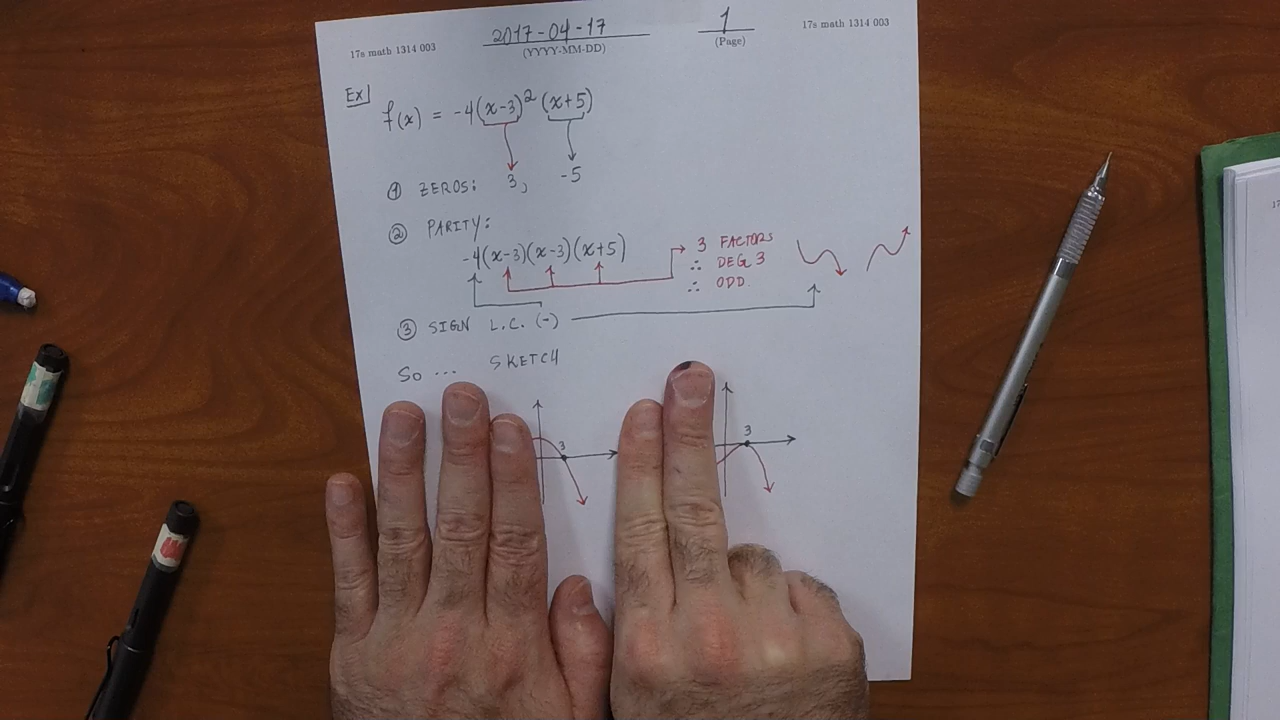 17s math 1314 003
2017-04-17
(YYYY-MM-DD)
1
(Page)
17s math 1314 003
Ex1
f(x) = -4(x-3)² (x+5)
① ZEROS: 3, -5
② PARITY:
-4(x-3)(x-3)(x+5)
3 FACTORS
∴ DEG 3
∴ ODD.
③ SIGN L.C. (-)
So ... SKETCH
3
3